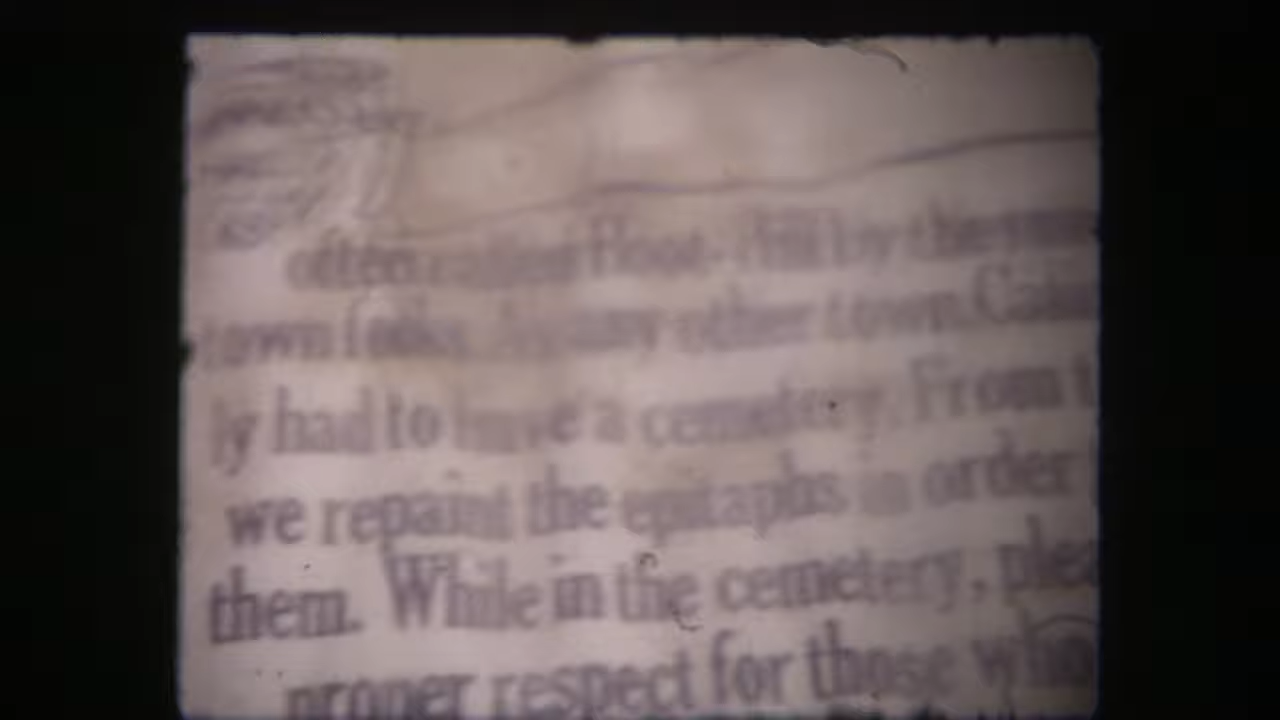 often called Boot-Hill by the
town folks. As any other town, Calico
ly had to have a cemetery. From t
we repaint the epitaphs in order
them. While in the cemetery, plea
proper respect for those who